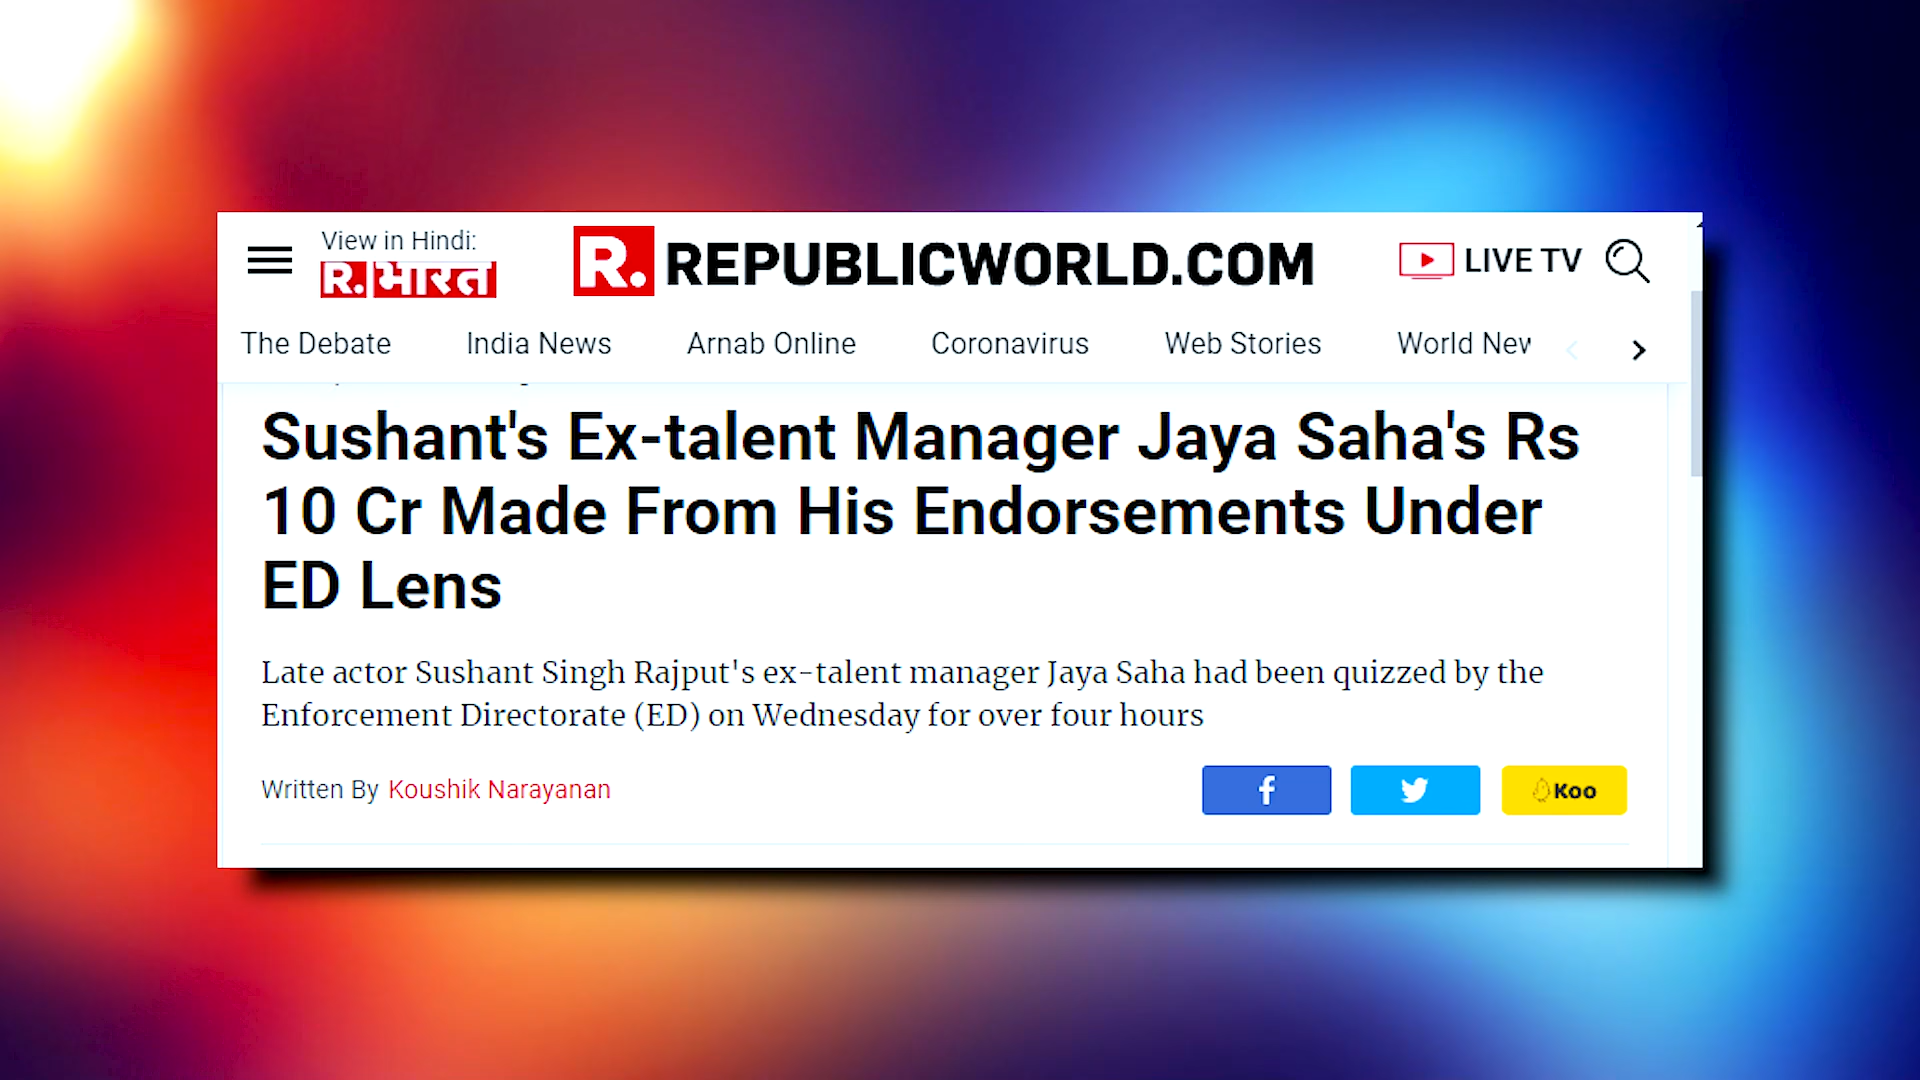 View in Hindi:
R.भारत
R. REPUBLICWORLD.COM
LIVE TV
The Debate India News Arnab Online Coronavirus Web Stories World New
Sushant's Ex-talent Manager Jaya Saha's Rs
10 Cr Made From His Endorsements Under
ED Lens
Late actor Sushant Singh Rajput's ex-talent manager Jaya Saha had been quizzed by the
Enforcement Directorate (ED) on Wednesday for over four hours
Written By Koushik Narayanan
f
Koo